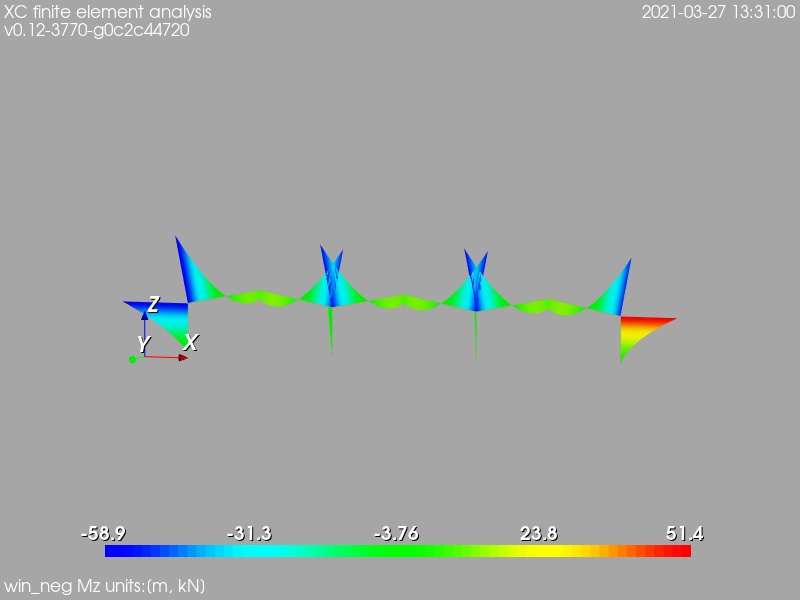 XC finite element analysis
2021-03-27 13:31:00
v0.12-3770-g0c2c44720
Z
Y
X
-58.9 -31.3 -3.76 23.8 51.4
win_neg Mz units:[m, kN]